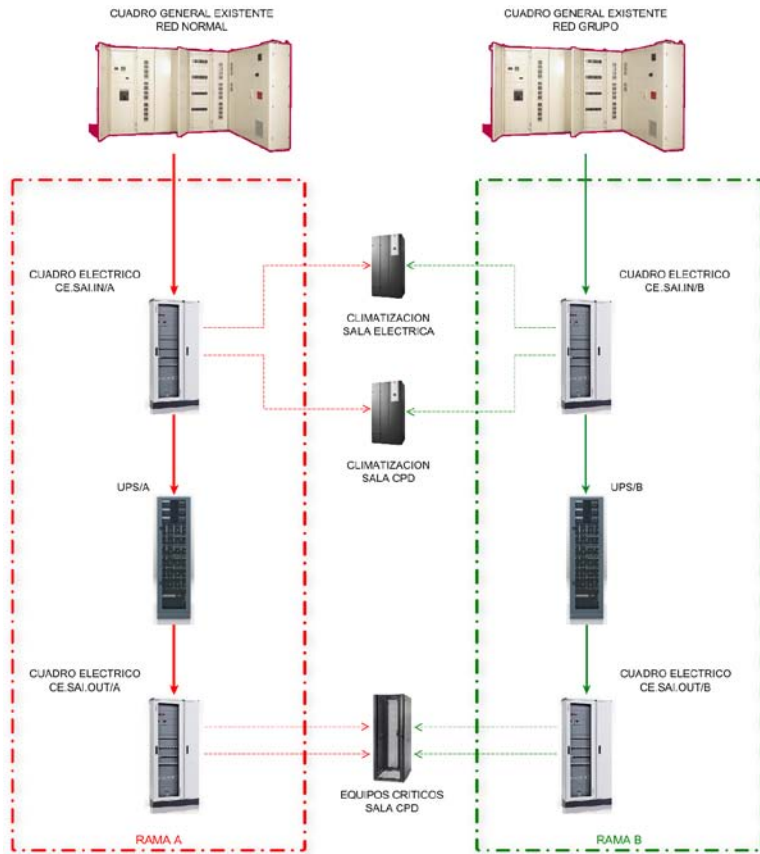 CUADRO GENERAL EXISTENTE
RED NORMAL
CUADRO GENERAL EXISTENTE
RED GRUPO
CUADRO ELECTRICO
CE.SAI.IN/A
CLIMATIZACION
SALA ELECTRICA
CUADRO ELECTRICO
CE.SAI.IN/B
CLIMATIZACION
SALA CPD
UPS/A
UPS/B
CUADRO ELECTRICO
CE.SAI.OUT/A
CUADRO ELECTRICO
CE.SAI.OUT/B
EQUIPOS CRITICOS
SALA CPD
RAMA A
RAMA B